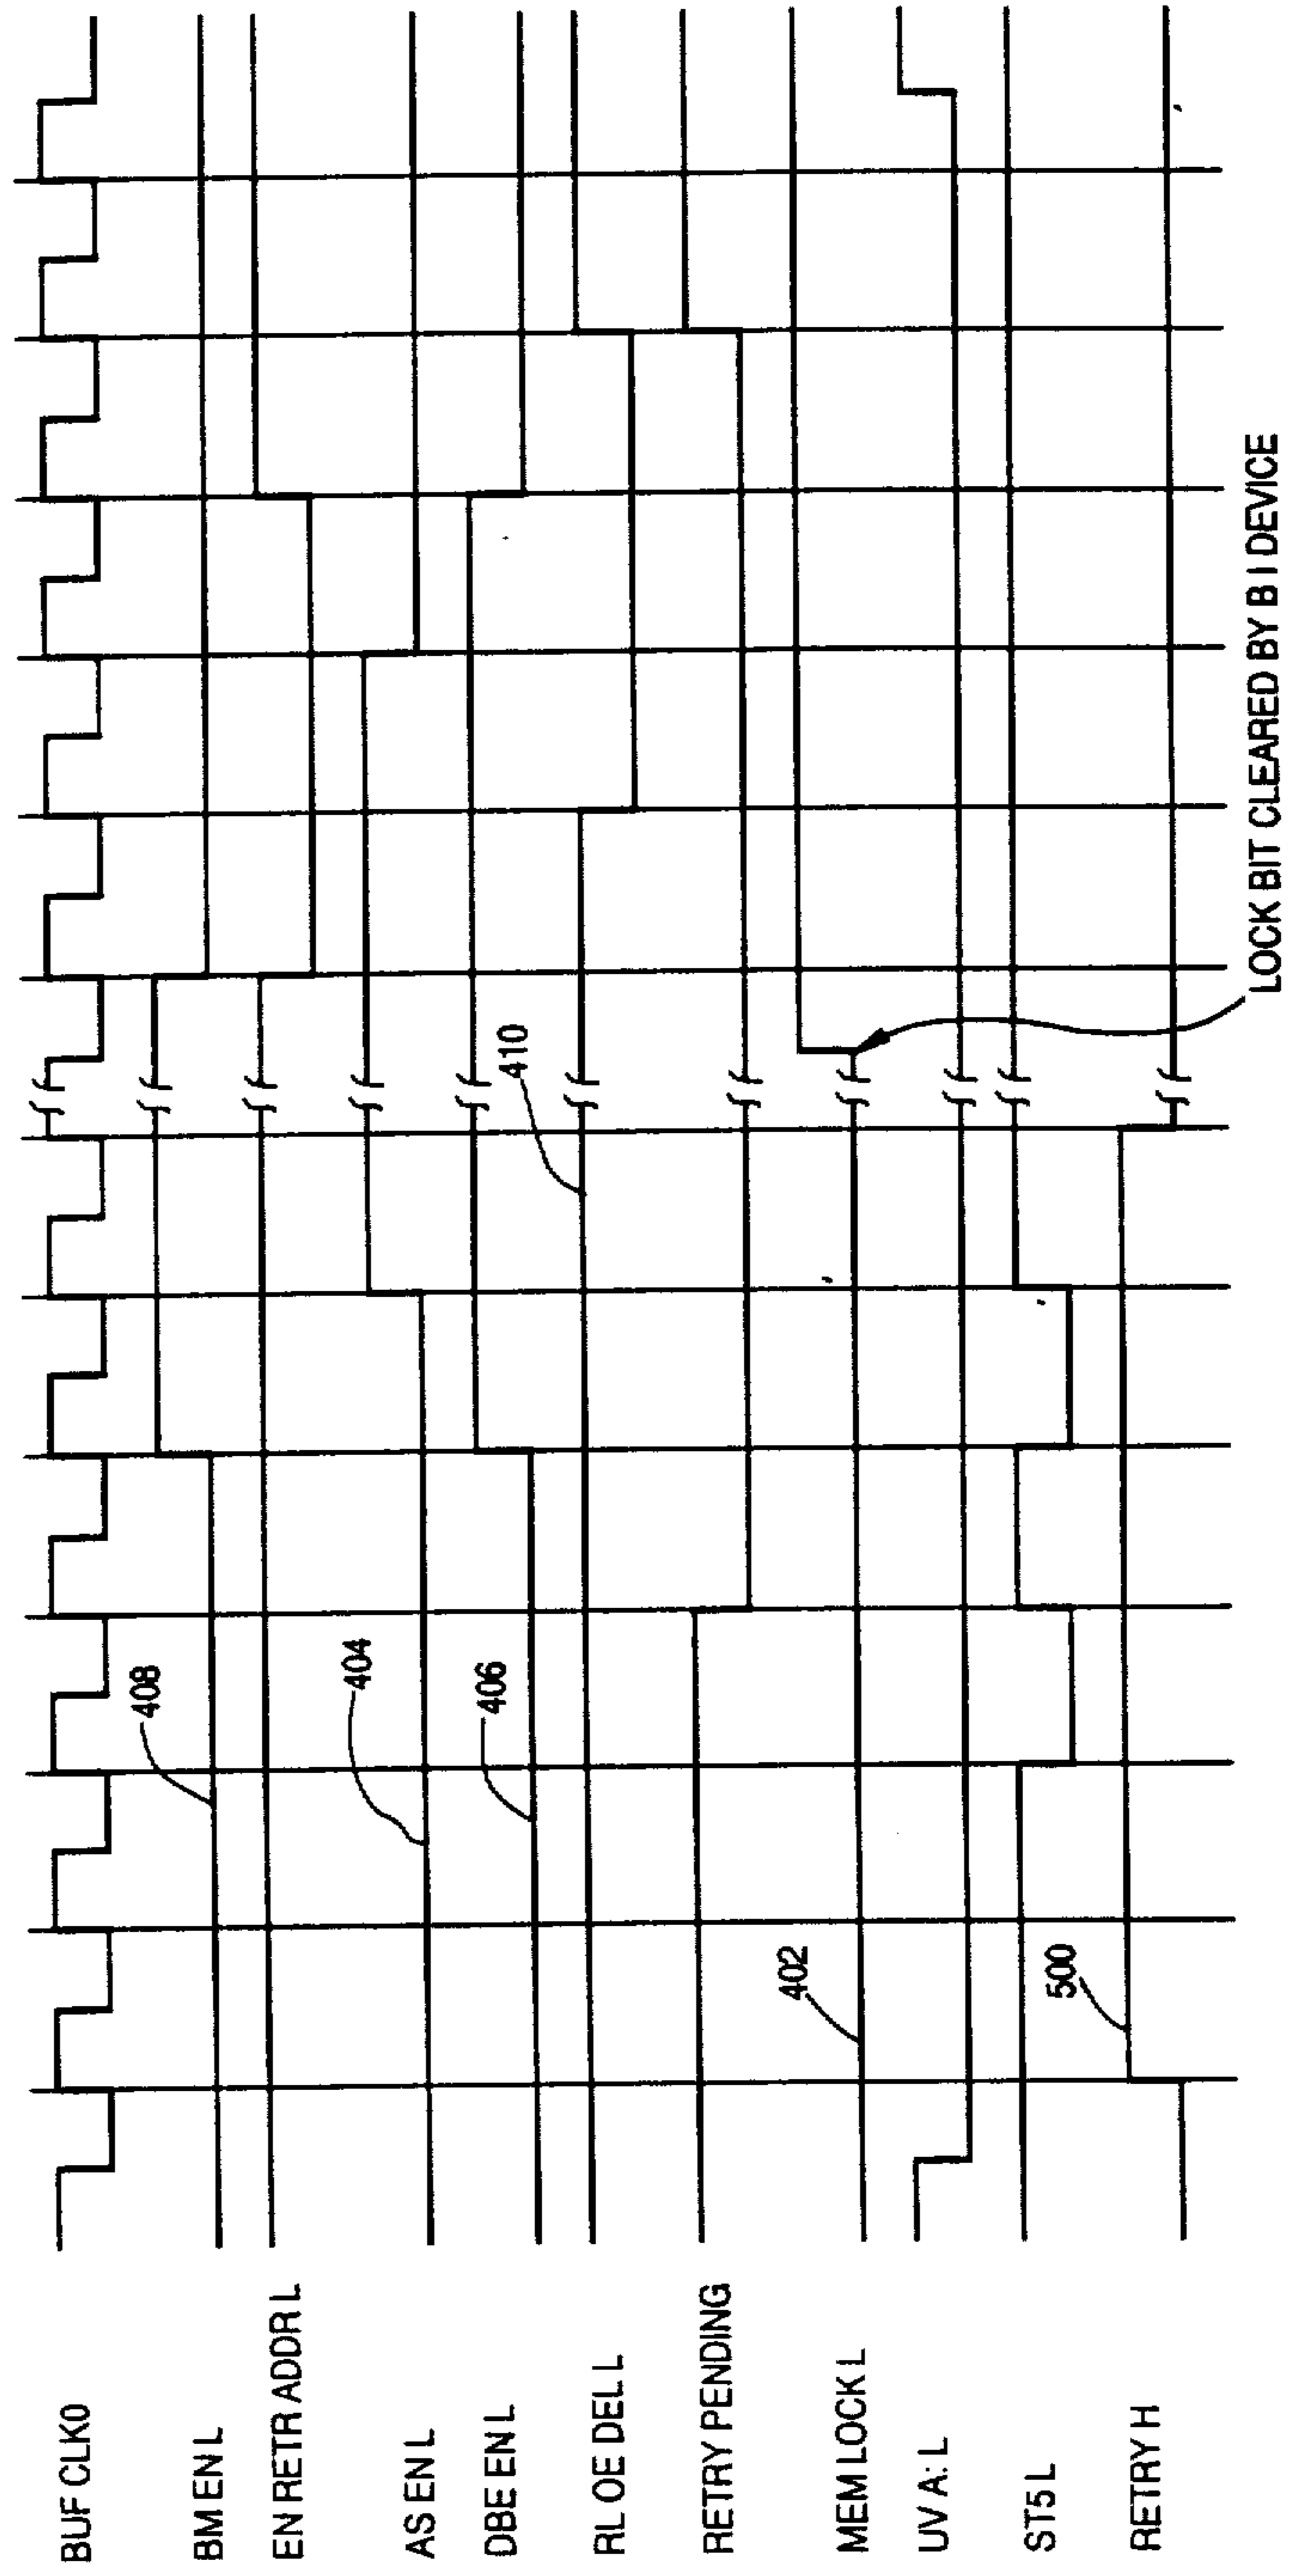 BUF CLK0
BM EN L
EN RETR ADDR L
AS EN L
DBE EN L
RL OE DEL L
RETRY PENDING
MEM LOCK L
UV A: L
ST5 L
RETRY H
408
404
406
410
402
500
LOCK BIT CLEARED BY B I DEVICE